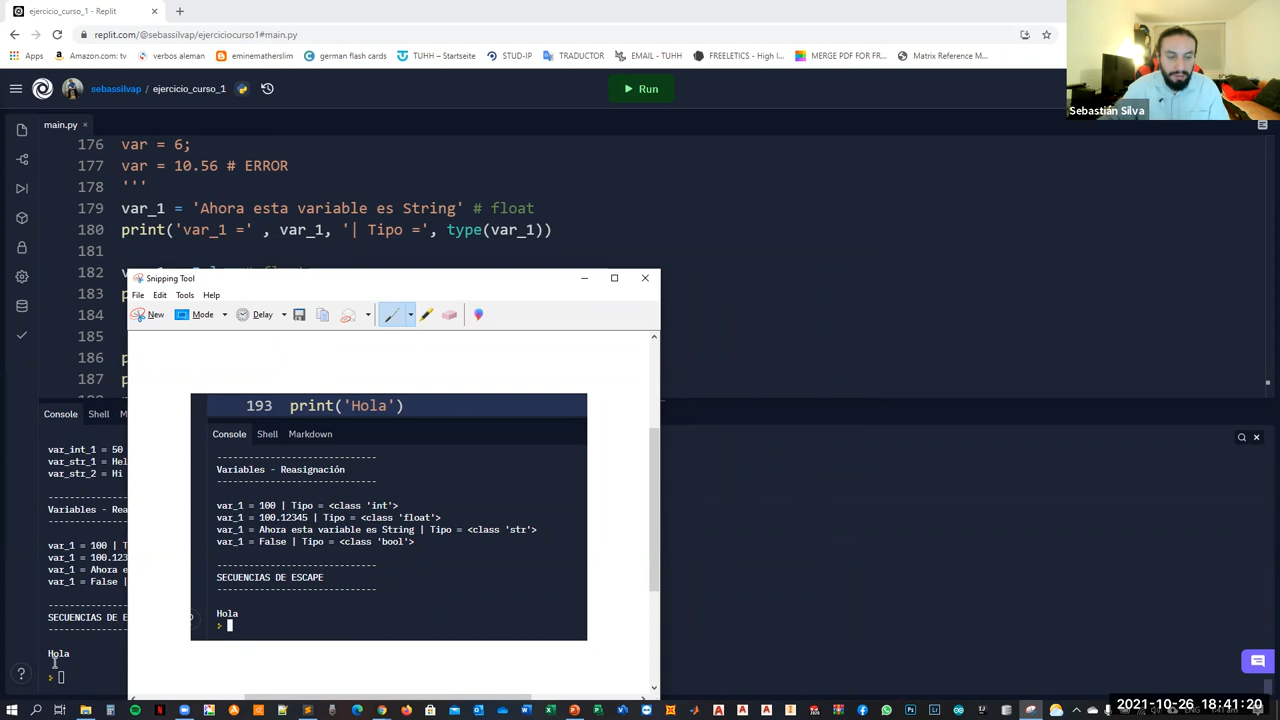 ejercicio_curso_1 - Replit
replit.com/@sebassilvap/ejerciciocurso1#main.py
Apps
Amazon.com: tv
verbos aleman
eminematherslim
german flash cards
TUHH – Startseite
STUD-IP
TRADUCTOR
EMAIL - TUHH
FREELETICS - High I...
MERGE PDF FOR FR...
Matrix Reference M...
sebassilvap / ejercicio_curso_1
Run
Sebastián Silva
main.py
176 var = 6;
177 var = 10.56 # ERROR
178 '''
179 var_1 = 'Ahora esta variable es String' # float
180 print('var_1 =' , var_1, '| Tipo =', type(var_1))
181
182
183
184
185
186 p
187 p
Snipping Tool
File Edit Tools Help
New Mode Delay
193 print('Hola')
Console Shell Markdown
-----------------------------
Variables - Reasignación
-----------------------------
var_1 = 100 | Tipo = <class 'int'>
var_1 = 100.12345 | Tipo = <class 'float'>
var_1 = Ahora esta variable es String | Tipo = <class 'str'>
var_1 = False | Tipo = <class 'bool'>
-----------------------------
SECUENCIAS DE ESCAPE
-----------------------------
Hola
>
Console Shell M
var_int_1 = 50
var_str_1 = Hel
var_str_2 = Hi
--------------
Variables - Rea
--------------
var_1 = 100 | T
var_1 = 100.123
var_1 = Ahora e
var_1 = False |
--------------
SECUENCIAS DE E
--------------
Hola
>
2021-10-26 18:41:20